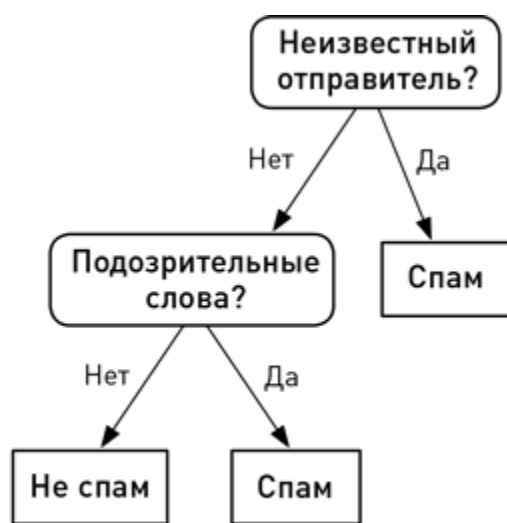 Неизвестный
отправитель?
Нет
Да
Подозрительные
слова?
Спам
Нет
Да
Не спам
Спам